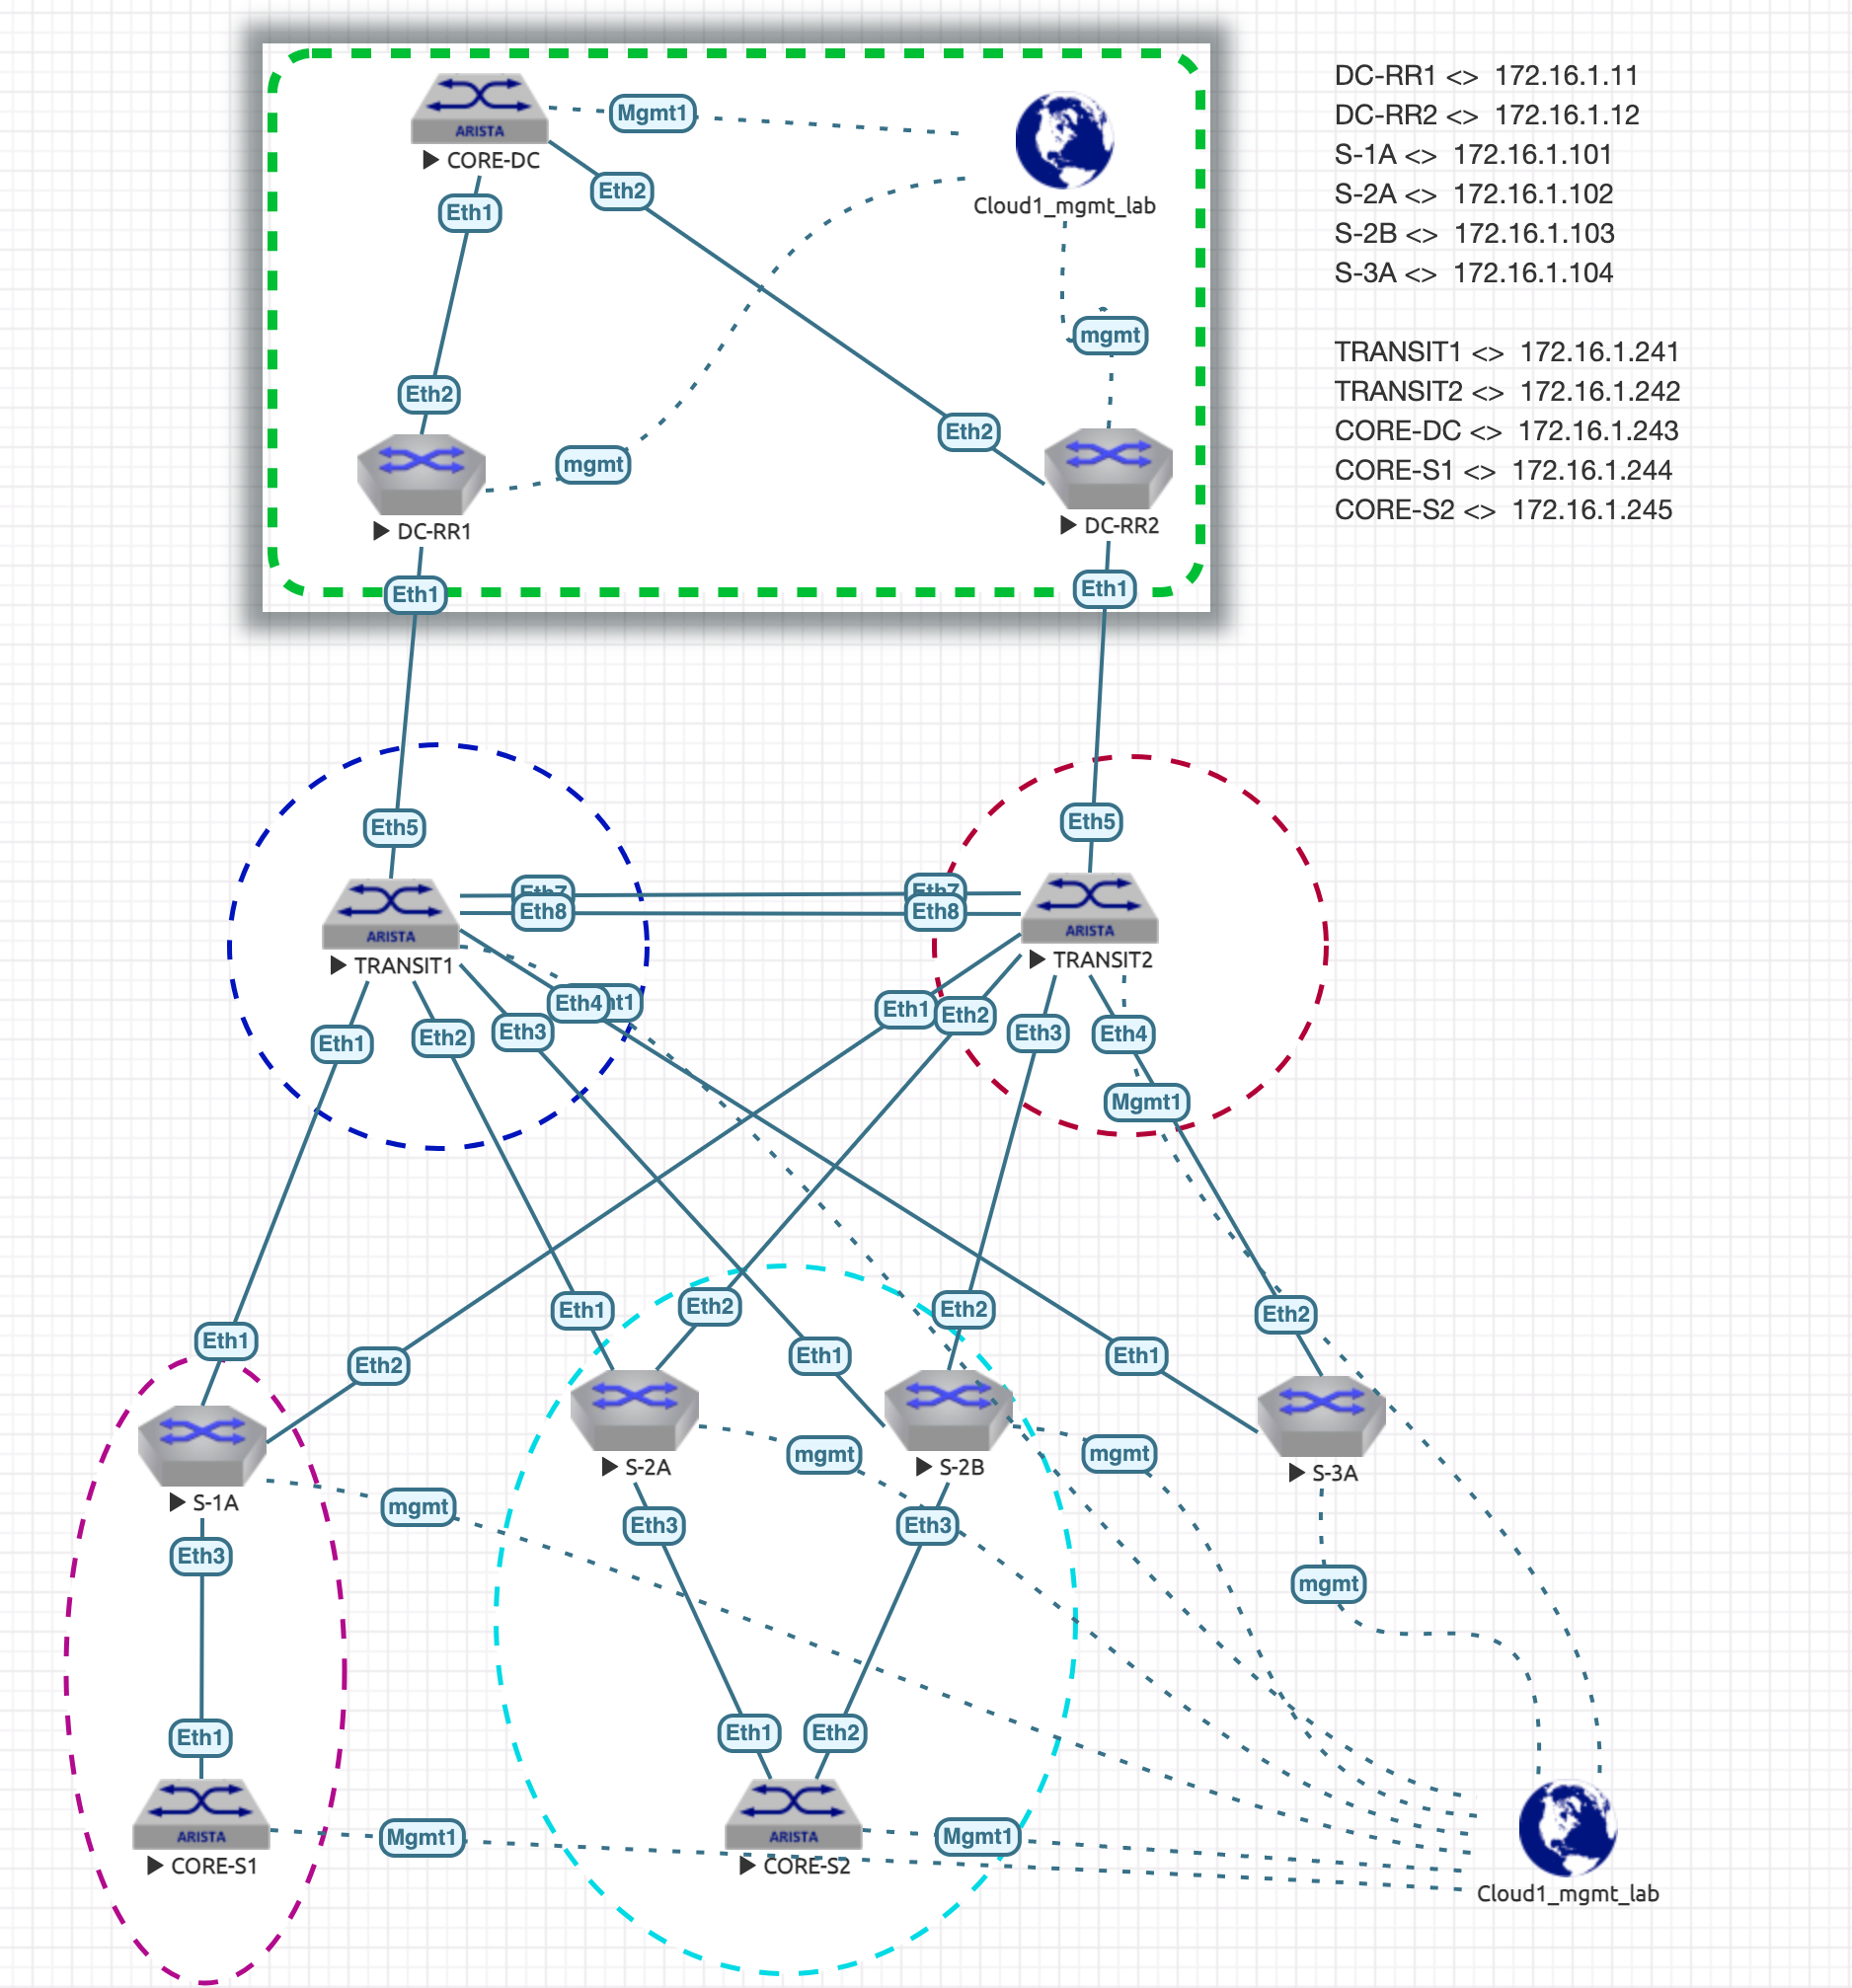 Mgmt1
ARISTA
CORE-DC
Eth2
Cloud1_mgmt_lab
Eth1
mgmt
Eth2
Eth2
mgmt
DC-RR1
DC-RR2
Eth1
Eth1
DC-RR1 <> 172.16.1.11
DC-RR2 <> 172.16.1.12
S-1A <> 172.16.1.101
S-2A <> 172.16.1.102
S-2B <> 172.16.1.103
S-3A <> 172.16.1.104
TRANSIT1 <> 172.16.1.241
TRANSIT2 <> 172.16.1.242
CORE-DC <> 172.16.1.243
CORE-S1 <> 172.16.1.244
CORE-S2 <> 172.16.1.245
Eth5
Eth5
Eth7
Eth7
Eth8
Eth8
ARISTA
ARISTA
TRANSIT1
TRANSIT2
Eth4
Eth1
Eth2
Eth1
Eth2
Eth3
Eth3
Eth4
Mgmt1
Eth1
Eth2
Eth2
Eth2
Eth1
Eth2
Eth1
Eth1
Eth1
mgmt
mgmt
S-2A
S-2B
S-3A
S-1A
mgmt
Eth3
Eth3
Eth3
mgmt
Eth1
Eth1
Eth2
ARISTA
ARISTA
Mgmt1
Mgmt1
CORE-S1
CORE-S2
Cloud1_mgmt_lab